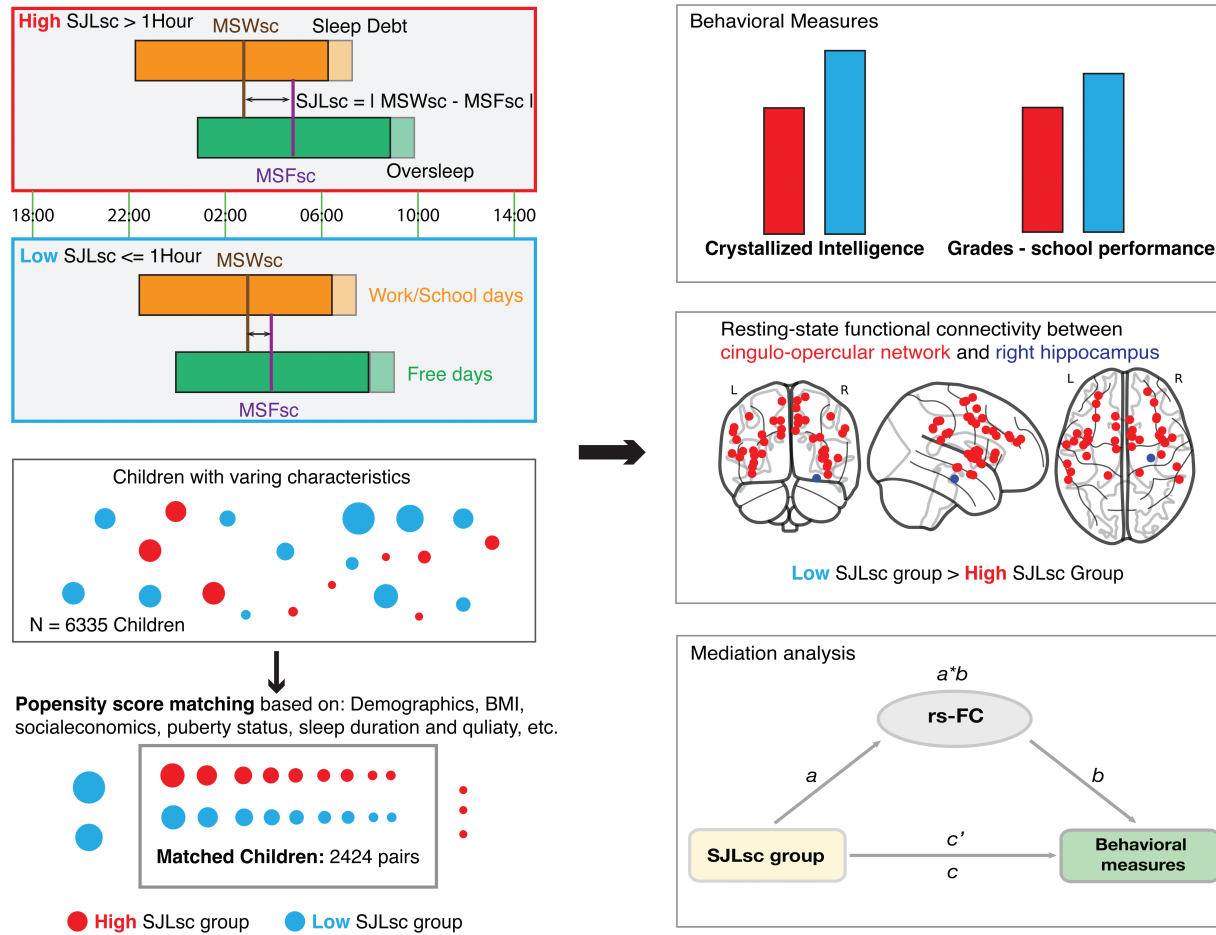 High SJLsc > 1Hour
MSWsc
Sleep Debt
SJLsc = | MSWsc - MSFsc |
MSFsc
Oversleep
18:00 22:00 02:00 06:00 10:00 14:00
Low SJLsc <= 1Hour
MSWsc
Work/School days
Free days
MSFsc
Children with varing characteristics
N = 6335 Children
Popensity score matching based on: Demographics, BMI,
socialeconomics, puberty status, sleep duration and quliaty, etc.
Matched Children: 2424 pairs
High SJLsc group
Low SJLsc group
Behavioral Measures
Crystallized Intelligence
Grades - school performance
Resting-state functional connectivity between
cingulo-opercular network and right hippocampus
L R
L R
Low SJLsc group > High SJLsc Group
Mediation analysis
a*b
rs-FC
a
b
SJLsc group
c’
c
Behavioral
measures